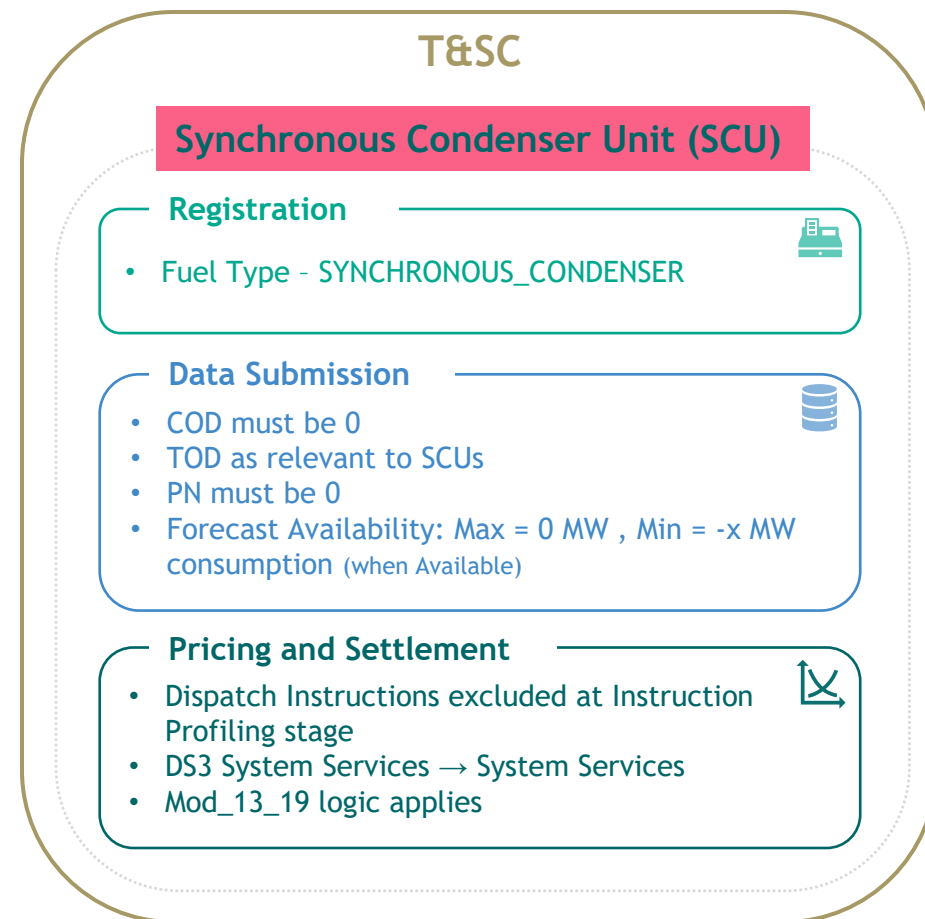 T&SC
Synchronous Condenser Unit (SCU)
Registration
• Fuel Type – SYNCHRONOUS_CONDENSER
Data Submission
• COD must be 0
• TOD as relevant to SCUs
• PN must be 0
• Forecast Availability: Max = 0 MW , Min = -x MW
consumption (when Available)
Pricing and Settlement
• Dispatch Instructions excluded at Instruction
Profiling stage
• DS3 System Services → System Services
• Mod_13_19 logic applies